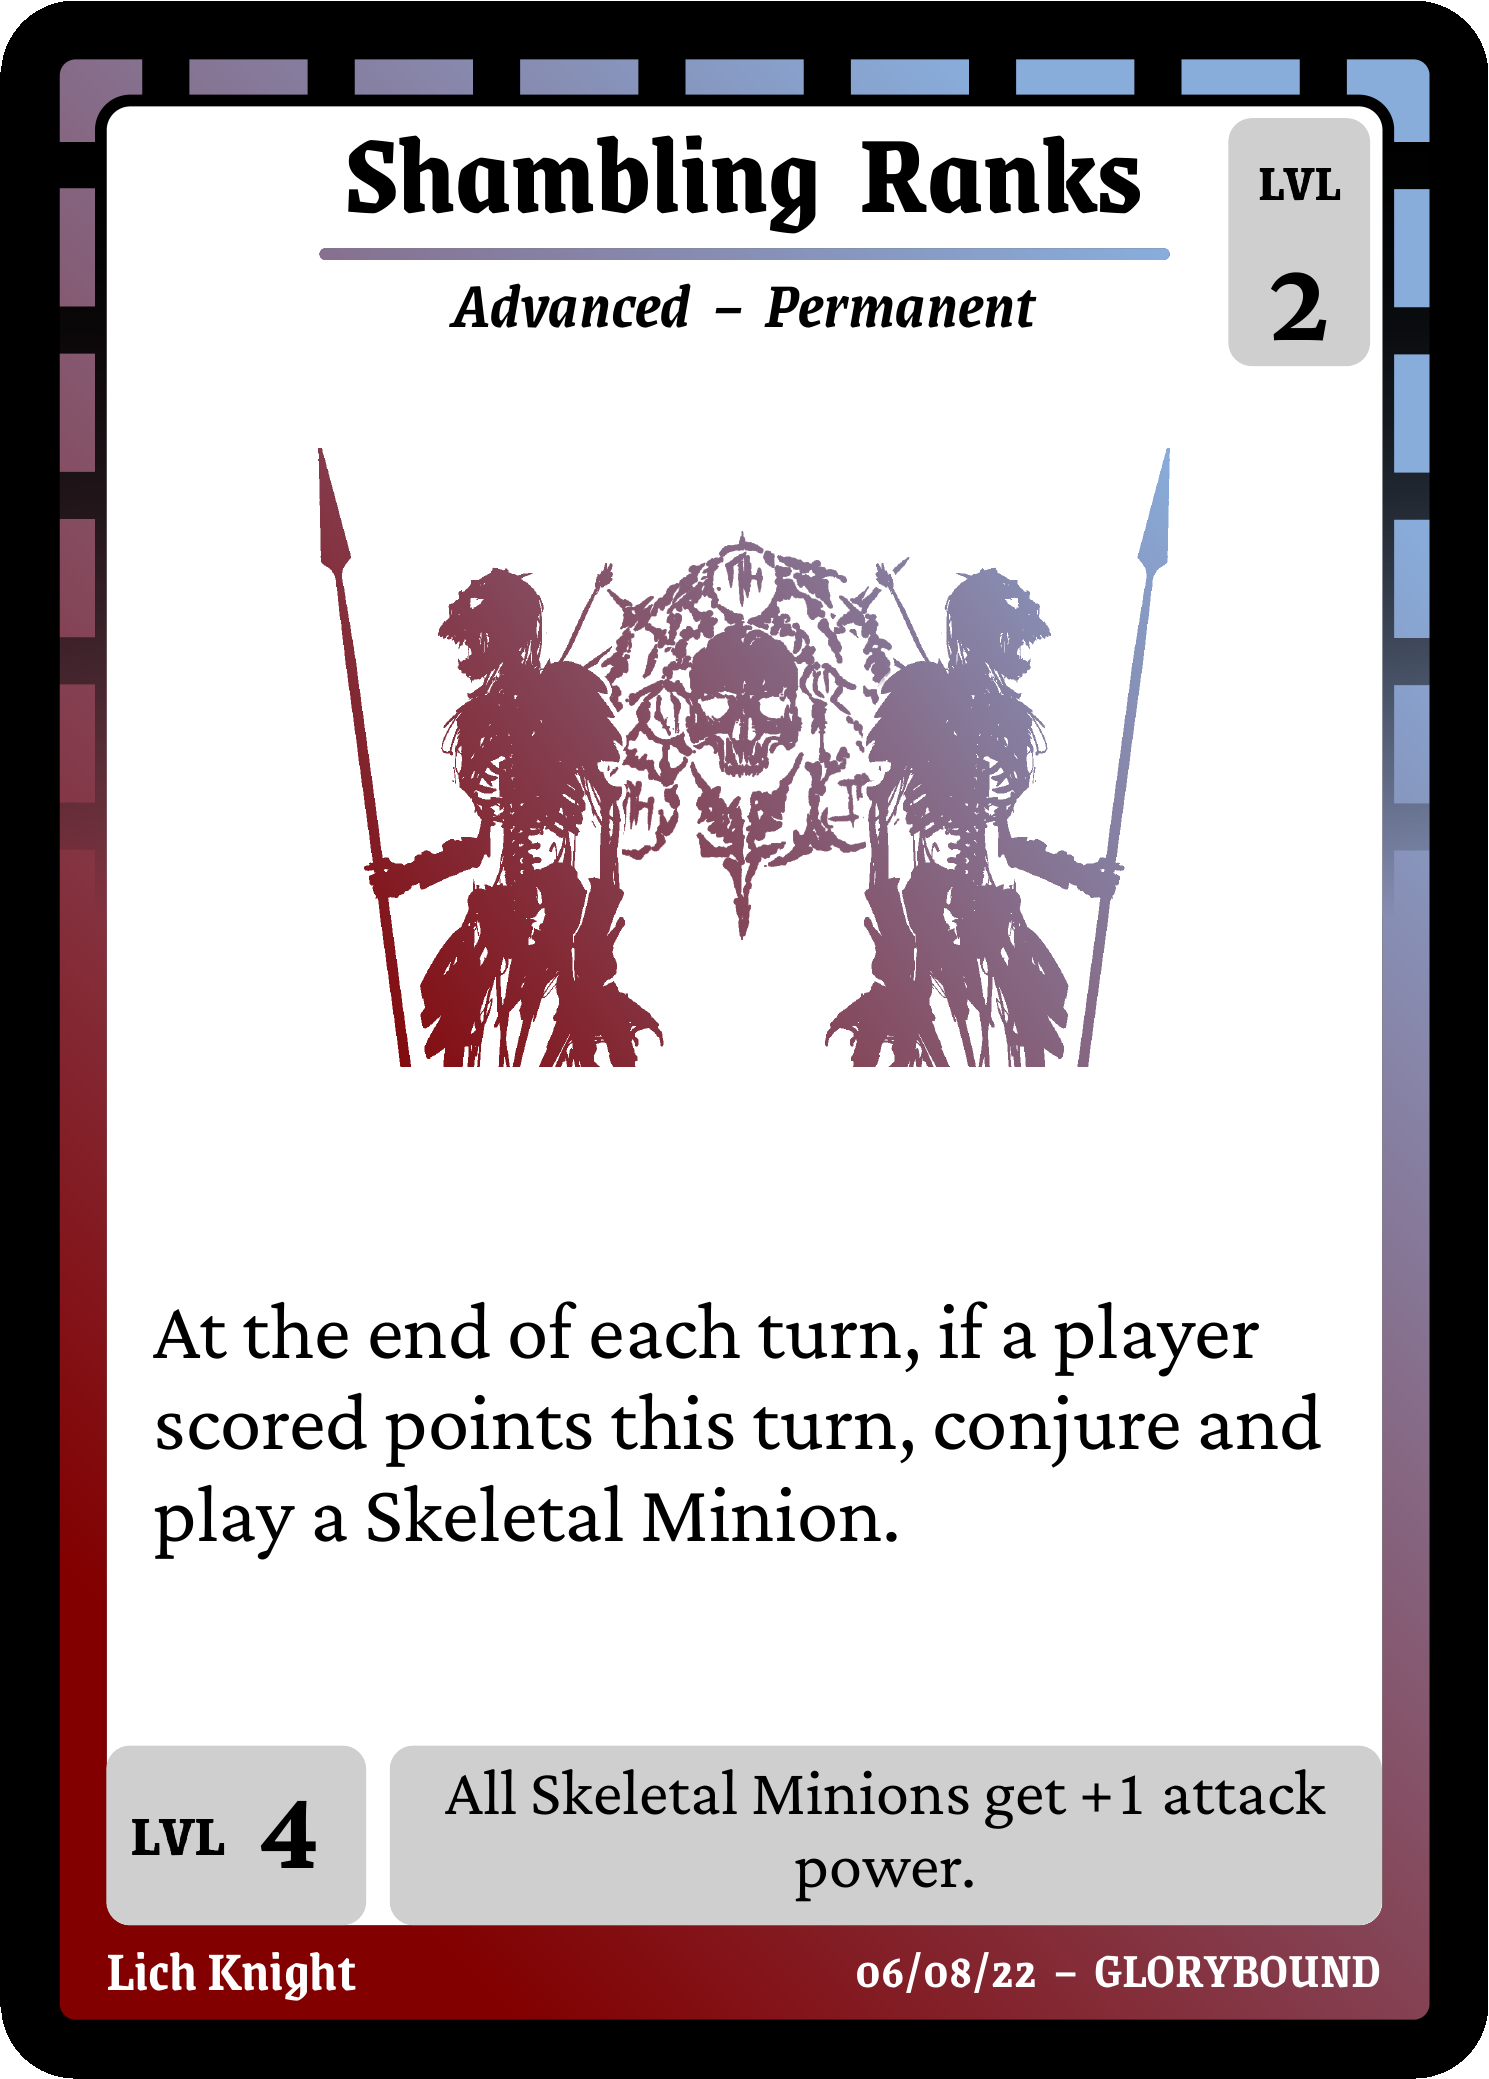 Shambling Ranks
LVL
2
Advanced – Permanent
At the end of each turn, if a player
scored points this turn, conjure and
play a Skeletal Minion.
LVL 4
All Skeletal Minions get +1 attack
power.
Lich Knight
06/08/22 – GLORYBOUND